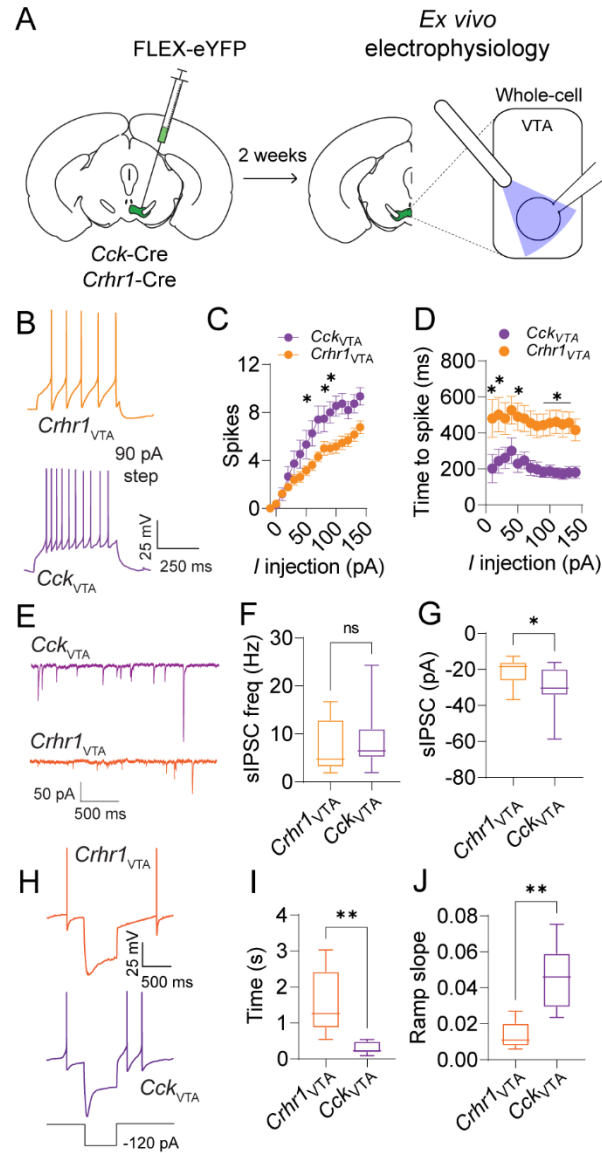 A
FLEX-eYFP
Ex vivo
electrophysiology
2 weeks
Whole-cell
VTA
Cck-Cre
Crhr1-Cre
B
Crhr1VTA
90 pA
step
25 mV
250 ms
CckVTA
C
CckVTA
Crhr1VTA
*
*
*
Spikes
12
8
4
0
0
50
100
150
I injection (pA)
D
CckVTA
Crhr1VTA
*
*
*
*
Time to spike (ms)
800
600
400
200
0
0
50
100
150
I injection (pA)
E
CckVTA
Crhr1VTA
50 pA
500 ms
F
ns
sIPSC freq (Hz)
30
20
10
0
Crhr1VTA
CckVTA
G
*
sIPSC (pA)
0
-20
-40
-60
-80
Crhr1VTA
CckVTA
H
Crhr1VTA
25 mV
500 ms
CckVTA
-120 pA
I
**
Time (s)
4
3
2
1
0
Crhr1VTA
CckVTA
J
**
Ramp slope
0.08
0.06
0.04
0.02
0.00
Crhr1VTA
CckVTA